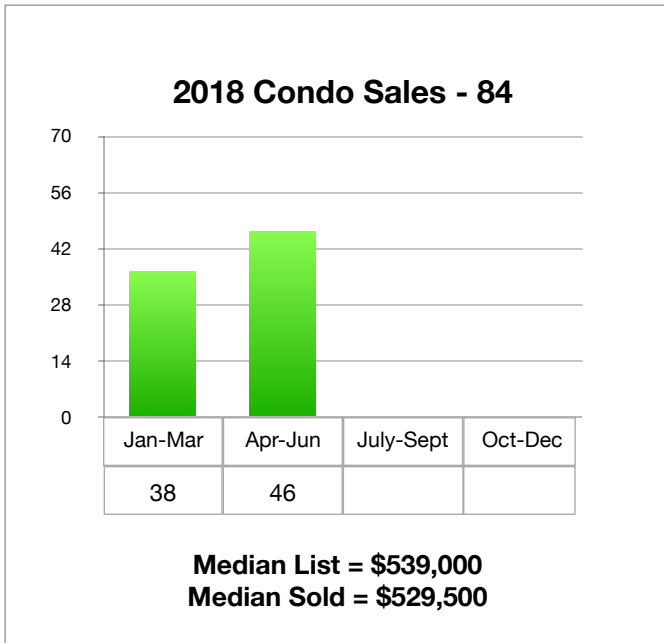 2018 Condo Sales - 84
70
56
42
28
14
0
Jan-Mar Apr-Jun July-Sept Oct-Dec
38 46
Median List = $539,000
Median Sold = $529,500